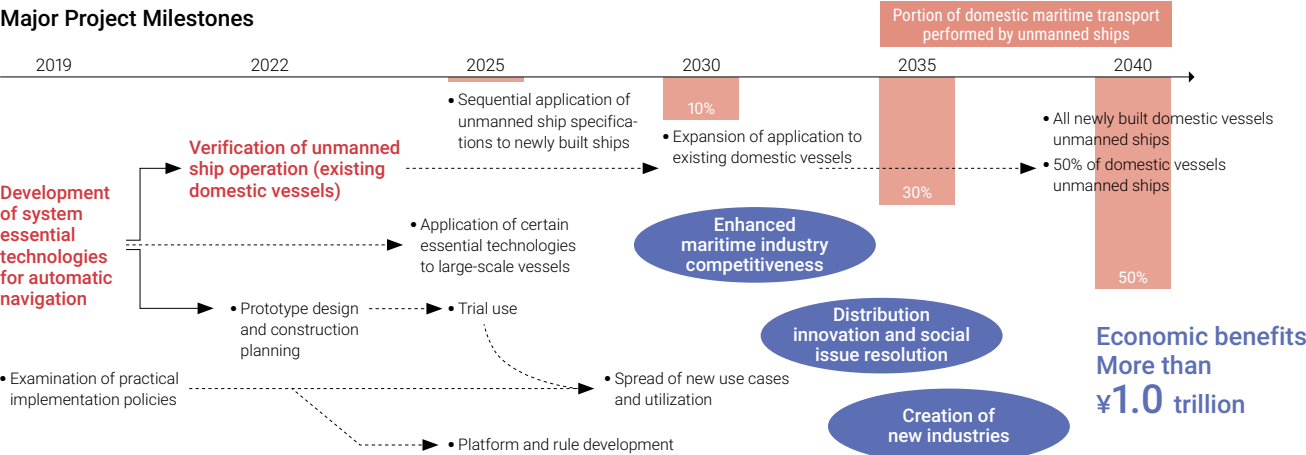 Major Project Milestones
Portion of domestic maritime transport
performed by unmanned ships
2019
2022
2025
2030
2035
2040
10%
30%
50%
• Sequential application of
unmanned ship specifica-
tions to newly built ships
• Expansion of application to
existing domestic vessels
• All newly built domestic vessels
unmanned ships
• 50% of domestic vessels
unmanned ships
Verification of unmanned
ship operation (existing
domestic vessels)
Development
of system
essential
technologies
for automatic
navigation
• Application of certain
essential technologies
to large-scale vessels
• Prototype design
and construction
planning
• Trial use
• Examination of practical
implementation policies
• Spread of new use cases
and utilization
• Platform and rule development
Enhanced
maritime industry
competitiveness
Distribution
innovation and social
issue resolution
Creation of
new industries
Economic benefits
More than
¥1.0 trillion